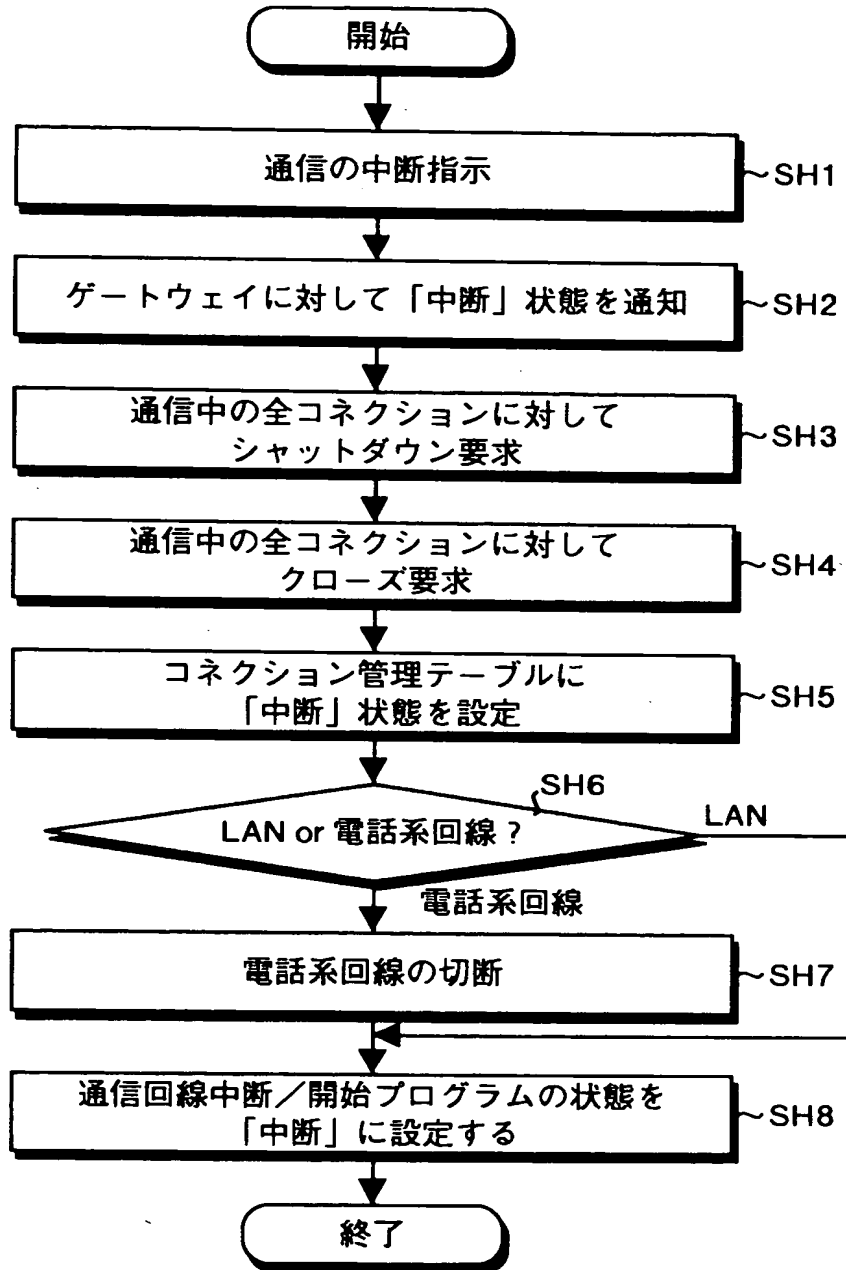 開始
通信の中断指示
~SH1
ゲートウェイに対して「中断」状態を通知
~SH2
通信中の全コネクションに対して
シャットダウン要求
~SH3
通信中の全コネクションに対して
クローズ要求
~SH4
コネクション管理テーブルに
「中断」状態を設定
~SH5
SH6
LAN or 電話系回線?
LAN
電話系回線
電話系回線の切断
~SH7
通信回線中断/開始プログラムの状態を
「中断」に設定する
~SH8
終了